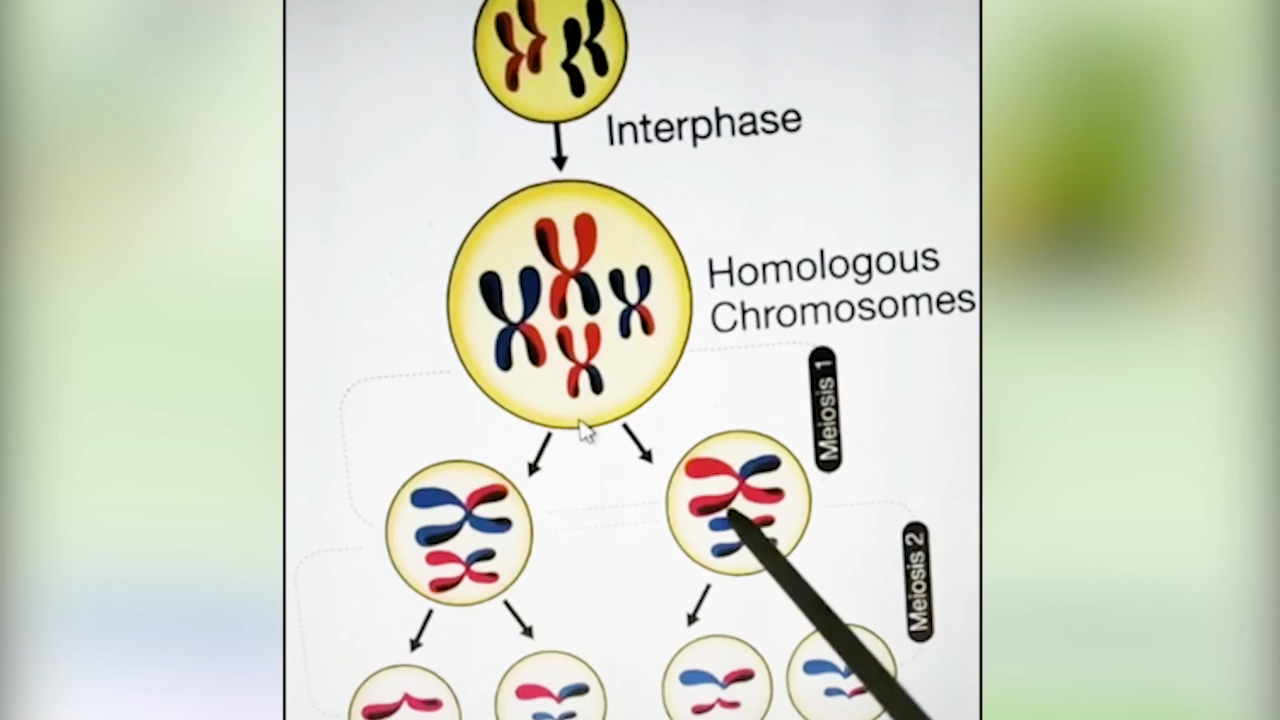 Interphase
Homologous
Chromosomes
Meiosis 1
Meiosis 2